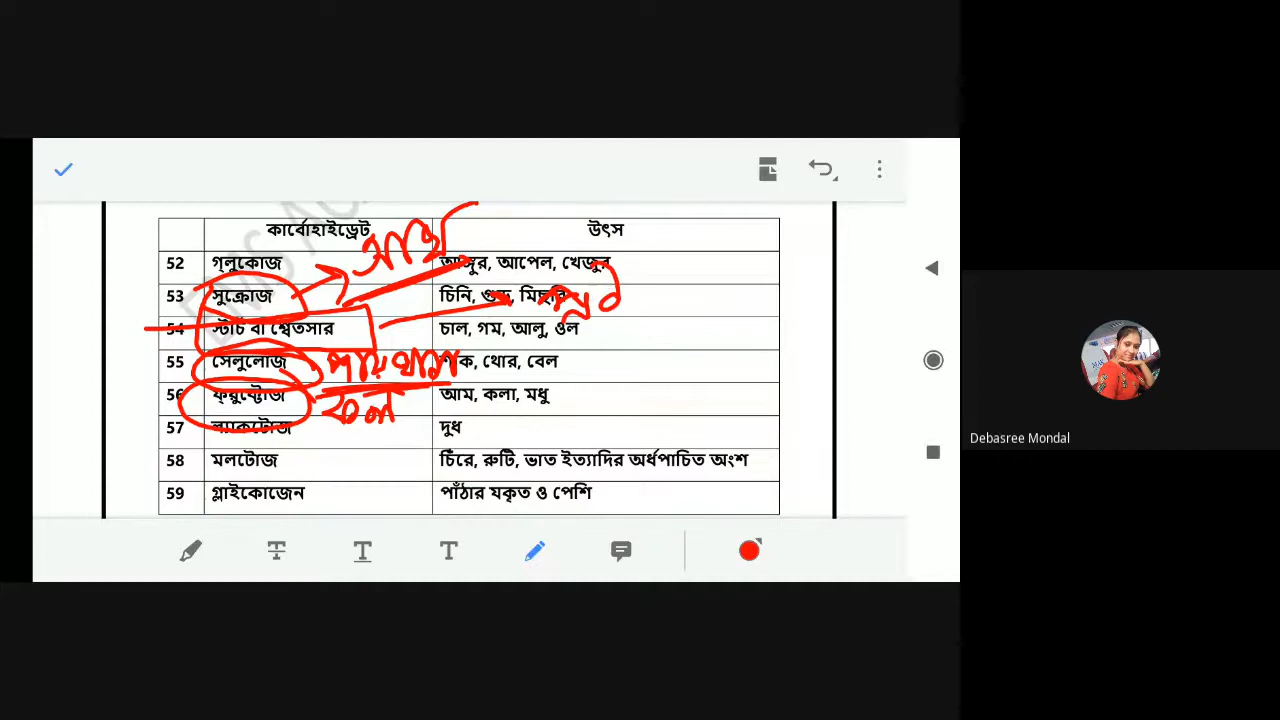 কার্বোহাইড্রেট উৎস
52 গ্লুকোজ আঙ্গুর, আপেল, খেজুর
53 সুক্রোজ চিনি, গুড়, মিছরি
54 স্টার্চ বা শ্বেতসার চাল, গম, আলু, ওল
55 সেলুলোজ শাক, থোর, বেল
56 ফ্রুক্টোজ আম, কলা, মধু
ফল
57 ল্যাকটোজ দুধ
58 মলটোজ চিঁরে, রুটি, ভাত ইত্যাদির অর্ধপাচিত অংশ
59 গ্লাইকোজেন পাঁঠার যকৃত ও পেশি
Debasree Mondal